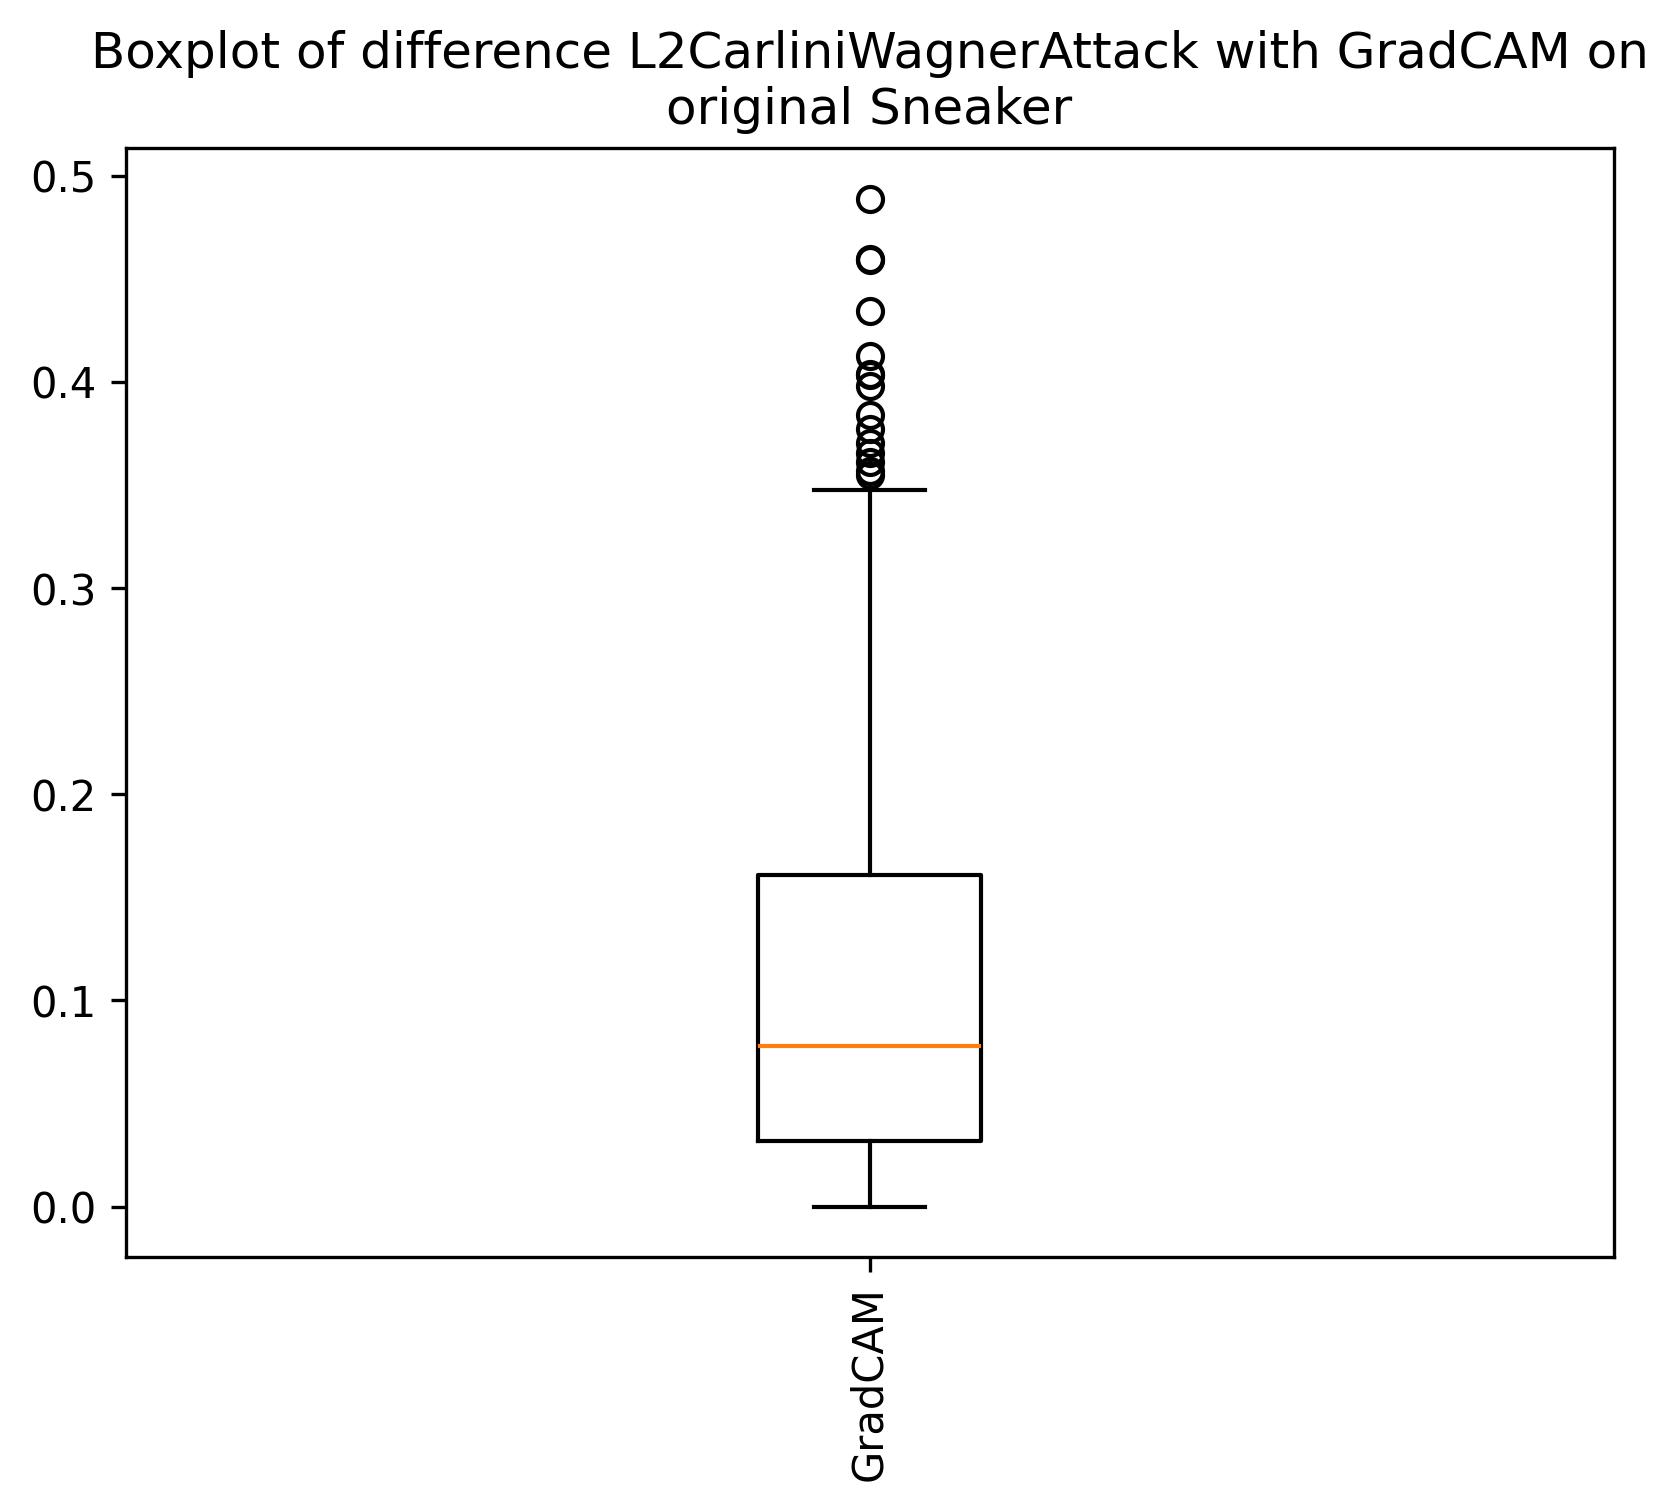 Boxplot of difference L2CarliniWagnerAttack with GradCAM on
original Sneaker
0.5
0.4
0.3
0.2
0.1
0.0
GradCAM